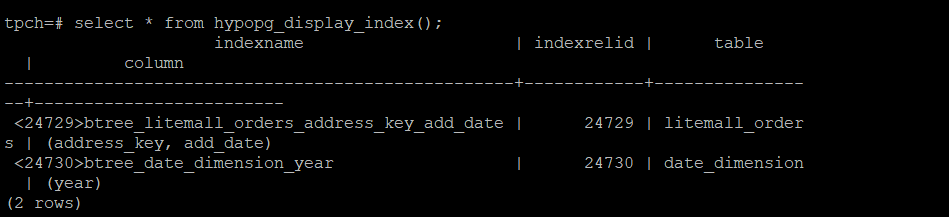 tpch=# select * from hypopg_display_index();
                     indexname                     | indexrelid |     table
  |         column
---------------------------------------------------+------------+---------------
--+-------------------------
 <24729>btree_litemall_orders_address_key_add_date |      24729 | litemall_order
s | (address_key, add_date)
 <24730>btree_date_dimension_year                  |      24730 | date_dimension
  | (year)
(2 rows)